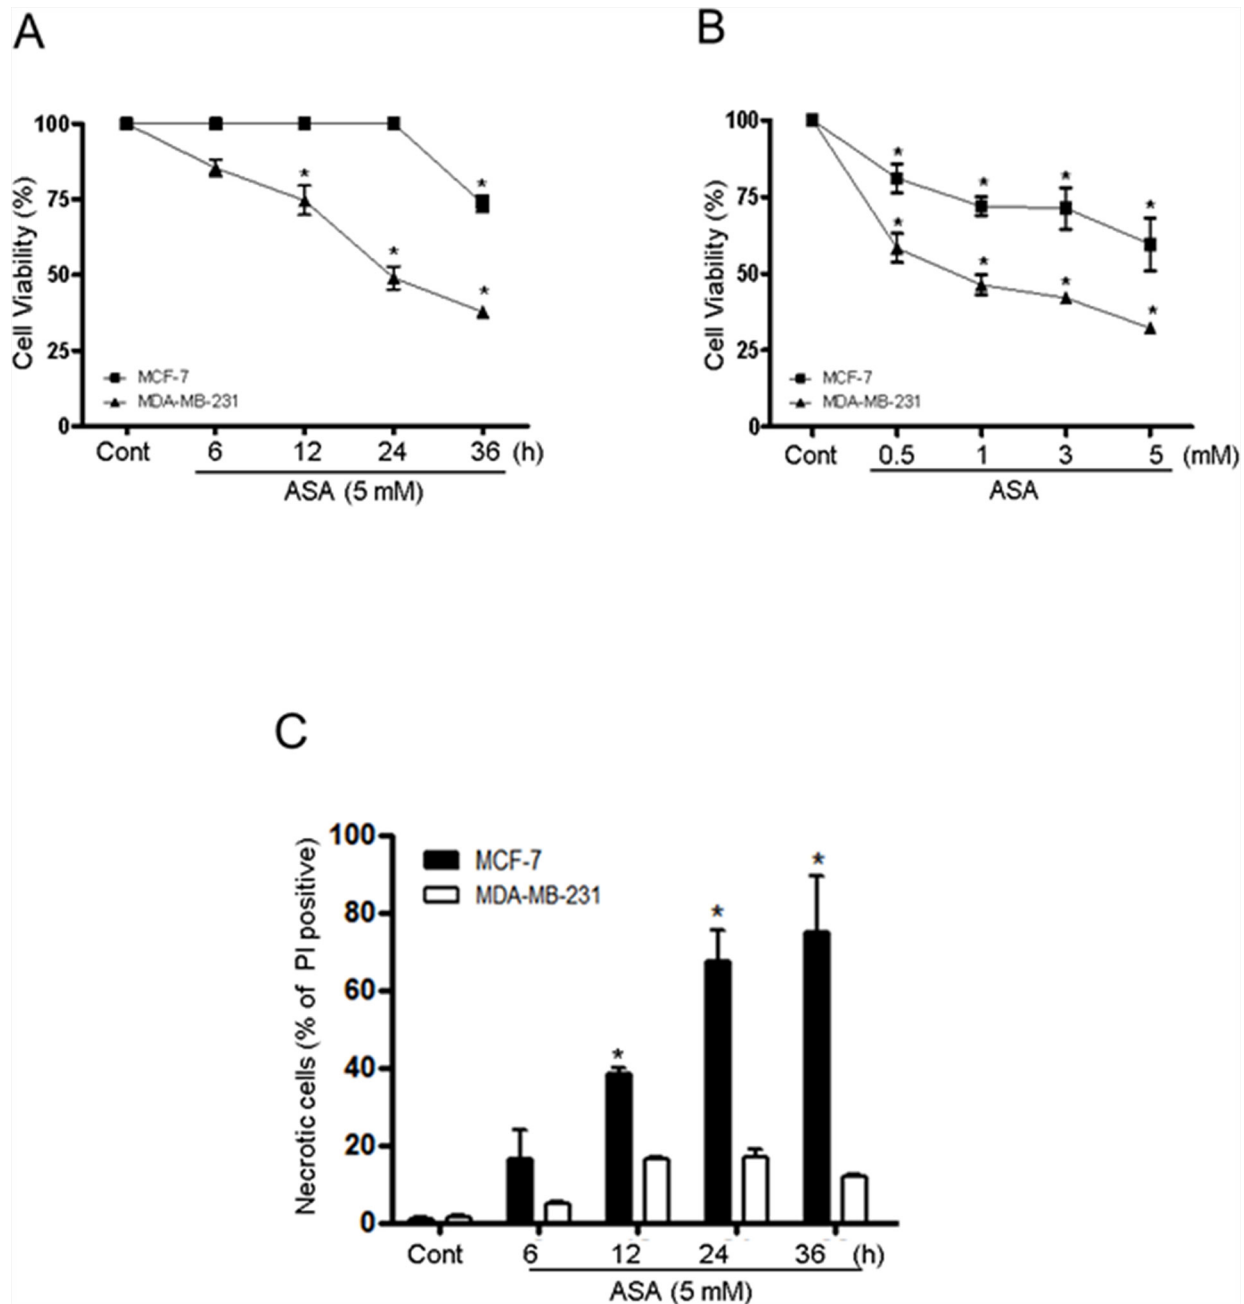 A
Cell Viability (%)
100
*
*
75
*
*
50
*
25
MCF-7
MDA-MB-231
0
Cont 6 12 24 36 (h)
ASA (5 mM)
B
Cell Viability (%)
100
*
*
*
*
75
*
*
50
*
*
25
MCF-7
MDA-MB-231
0
Cont 0.5 1 3 5 (mM)
ASA
C
Necrotic cells (% of PI positive)
100
MCF-7
*
MDA-MB-231
80
*
60
40
*
20
0
Cont 6 12 24 36 (h)
ASA (5 mM)